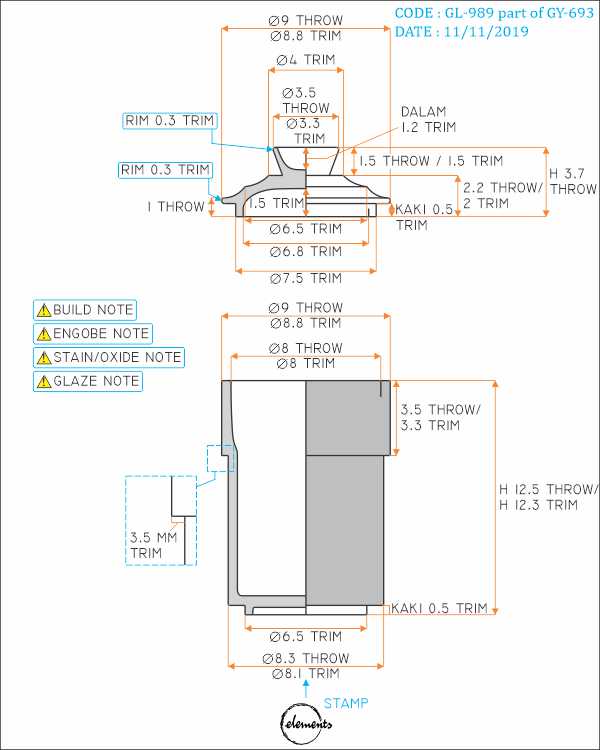 CODE : GL-989 part of GY-693
DATE : 11/11/2019
Ø9 THROW
Ø8.8 TRIM
Ø4 TRIM
Ø3.5
THROW
Ø3.3
TRIM
DALAM
1.2 TRIM
RIM 0.3 TRIM
1.5 THROW / 1.5 TRIM
RIM 0.3 TRIM
H 3.7
THROW
2.2 THROW/
2 TRIM
1 THROW
1.5 TRIM
KAKI 0.5
TRIM
Ø6.5 TRIM
Ø6.8 TRIM
Ø7.5 TRIM
BUILD NOTE
ENGOBE NOTE
STAIN/OXIDE NOTE
GLAZE NOTE
Ø9 THROW
Ø8.8 TRIM
Ø8 THROW
Ø8 TRIM
3.5 THROW/
3.3 TRIM
H 12.5 THROW/
H 12.3 TRIM
3.5 MM
TRIM
KAKI 0.5 TRIM
Ø6.5 TRIM
Ø8.3 THROW
Ø8.1 TRIM
STAMP
elements